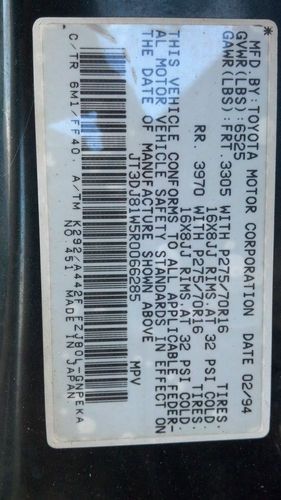 MFD BY TOYOTA MOTOR CORPORATION DATE 02/94
GVWR(LBS):6525
GAWR(LBS):FRT.3305 WITH P275/70R16 TIRES.
16X8JJ RIMS.AT 32 PSI COLD.
RR. 3970 WITH P275/70R16 TIRES.
16X8JJ RIMS.AT 32 PSI COLD.
THIS VEHICLE CONFORMS TO ALL APPLICABLE FEDER-
AL MOTOR VEHICLE SAFETY STANDARDS IN EFFECT ON
THE DATE OF MANUFACTURE SHOWN ABOVE
JT3DJ81W5R0066285 MPV
*
C/TR 6M1/FF40. A/TM K292/A442F FZJ80L-GNPEKA
NO.451 MADE IN JAPAN